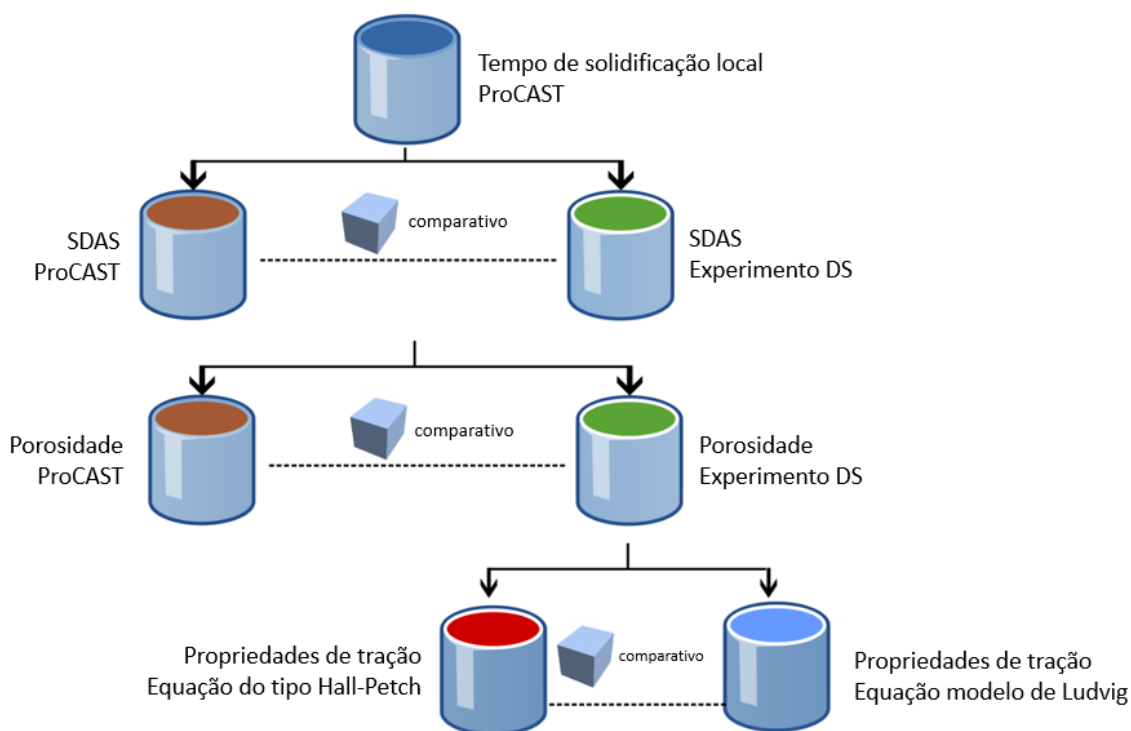 Tempo de solidificação local
ProCAST
SDAS
ProCAST
comparativo
SDAS
Experimento DS
Porosidade
ProCAST
comparativo
Porosidade
Experimento DS
Propriedades de tração
Equação do tipo Hall-Petch
comparativo
Propriedades de tração
Equação modelo de Ludvig